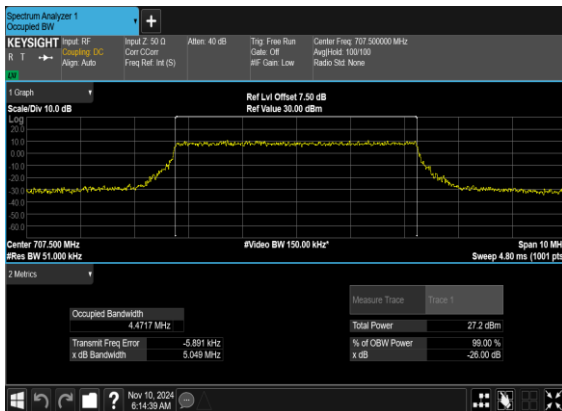 Spectrum Analyzer 1
Occupied BW
KEYSIGHT
R T
LXI
Input: RF
Coupling: DC
Align: Auto
Input Z: 50 Ω
Corr CCorr
Freq Ref: Int (S)
Atten: 40 dB
Trig: Free Run
Gate: Off
#IF Gain: Low
Center Freq: 707.500000 MHz
Avg|Hold: 100/100
Radio Std: None
1 Graph
Scale/Div 10.0 dB
Ref Lvl Offset 7.50 dB
Ref Value 30.00 dBm
Log
20.0
10.0
0.00
-10.0
-20.0
-30.0
-40.0
-50.0
-60.0
Center 707.500 MHz
#Res BW 51.000 kHz
#Video BW 150.00 kHz*
Span 10 MH
Sweep 4.80 ms (1001 pts
2 Metrics
Measure Trace Trace 1
Occupied Bandwidth
4.4717 MHz
Total Power 27.2 dBm
Transmit Freq Error -5.891 kHz
% of OBW Power 99.00 %
x dB Bandwidth 5.049 MHz
x dB -26.00 dB
?
Nov 10, 2024
6:14:39 AM